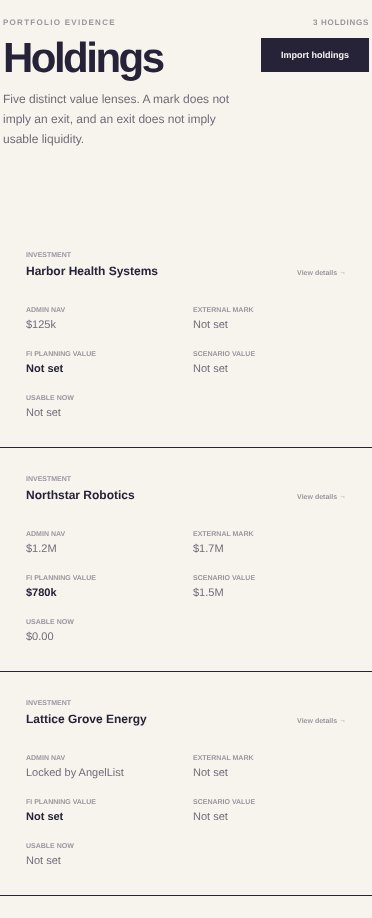 PORTFOLIO EVIDENCE
3 HOLDINGS
Holdings
Import holdings
Five distinct value lenses. A mark does not
imply an exit, and an exit does not imply
usable liquidity.
INVESTMENT
Harbor Health Systems
View details →
ADMIN NAV
EXTERNAL MARK
$125k
Not set
FI PLANNING VALUE
SCENARIO VALUE
Not set
Not set
USABLE NOW
Not set
INVESTMENT
Northstar Robotics
View details →
ADMIN NAV
EXTERNAL MARK
$1.2M
$1.7M
FI PLANNING VALUE
SCENARIO VALUE
$780k
$1.5M
USABLE NOW
$0.00
INVESTMENT
Lattice Grove Energy
View details →
ADMIN NAV
EXTERNAL MARK
Locked by AngelList
Not set
FI PLANNING VALUE
SCENARIO VALUE
Not set
Not set
USABLE NOW
Not set